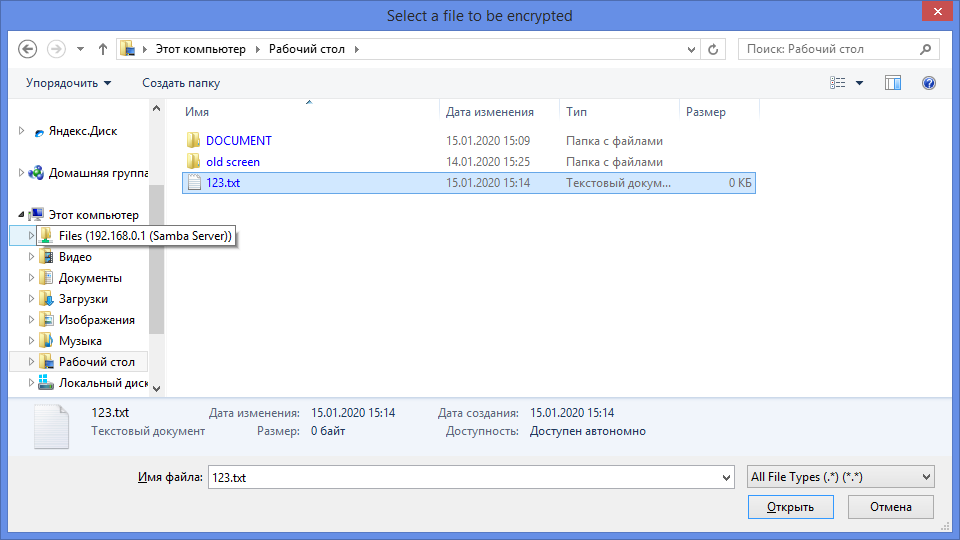 Select a file to be encrypted
Этот компьютер Рабочий стол
Поиск: Рабочий стол
Упорядочить Создать папку
Имя Дата изменения Тип Размер
DOCUMENT 15.01.2020 15:09 Папка с файлами
old screen 14.01.2020 15:25 Папка с файлами
123.txt 15.01.2020 15:14 Текстовый докум... 0 КБ
Яндекс.Диск
Домашняя группа
Этот компьютер
Files (192.168.0.1 (Samba Server))
Видео
Документы
Загрузки
Изображения
Музыка
Рабочий стол
Локальный диск
123.txt Дата изменения: 15.01.2020 15:14 Дата создания: 15.01.2020 15:14
Текстовый документ Размер: 0 байт Доступность: Доступен автономно
Имя файла: 123.txt All File Types (.*) (*.*)
Открыть Отмена